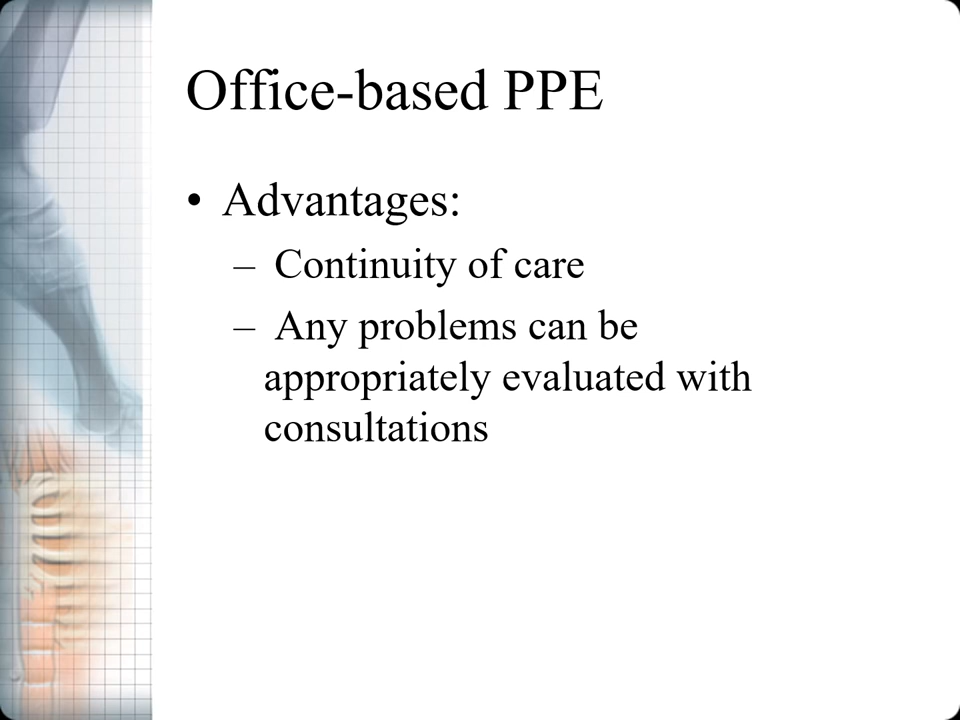 Office-based PPE
• Advantages:
– Continuity of care
– Any problems can be
appropriately evaluated with
consultations